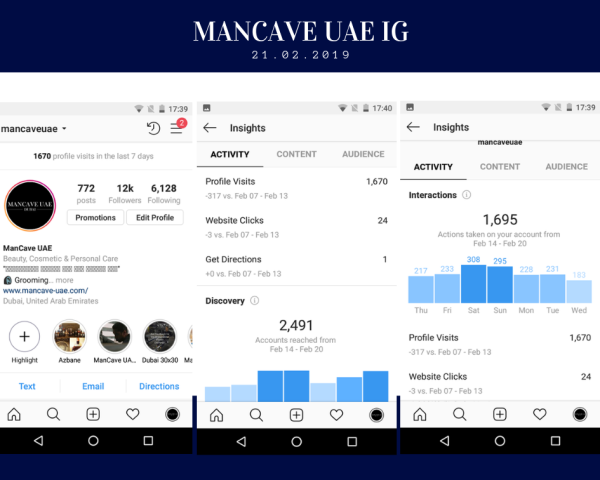 MANCAVE UAE IG
21.02.2019
17:39
mancaveuae
2
1670 profile visits in the last 7 days
MANCAVE UAE
772 12k 6,128
posts Followers Following
Promotions Edit Profile
ManCave UAE
Beauty, Cosmetic & Personal Care
Grooming... more
www.mancave-uae.com/
Dubai, United Arab Emirates
Highlight Azbane ManCave UA... Dubai 30x30 Ma
Text Email Directions
17:40
Insights
ACTIVITY CONTENT AUDIENCE
Profile Visits 1,670
-317 vs. Feb 07 - Feb 13
Website Clicks 24
-3 vs. Feb 07 - Feb 13
Get Directions 1
+0 vs. Feb 07 - Feb 13
Discovery
2,491
Accounts reached from
Feb 14 - Feb 20
17:39
Insights
mancaveuae
ACTIVITY CONTENT AUDIENCE
Interactions
1,695
Actions taken on your account from
Feb 14 - Feb 20
217 233 308 295 228 231 183
Thu Fri Sat Sun Mon Tue Wed
Profile Visits 1,670
-317 vs. Feb 07 - Feb 13
Website Clicks 24
-3 vs. Feb 07 - Feb 13